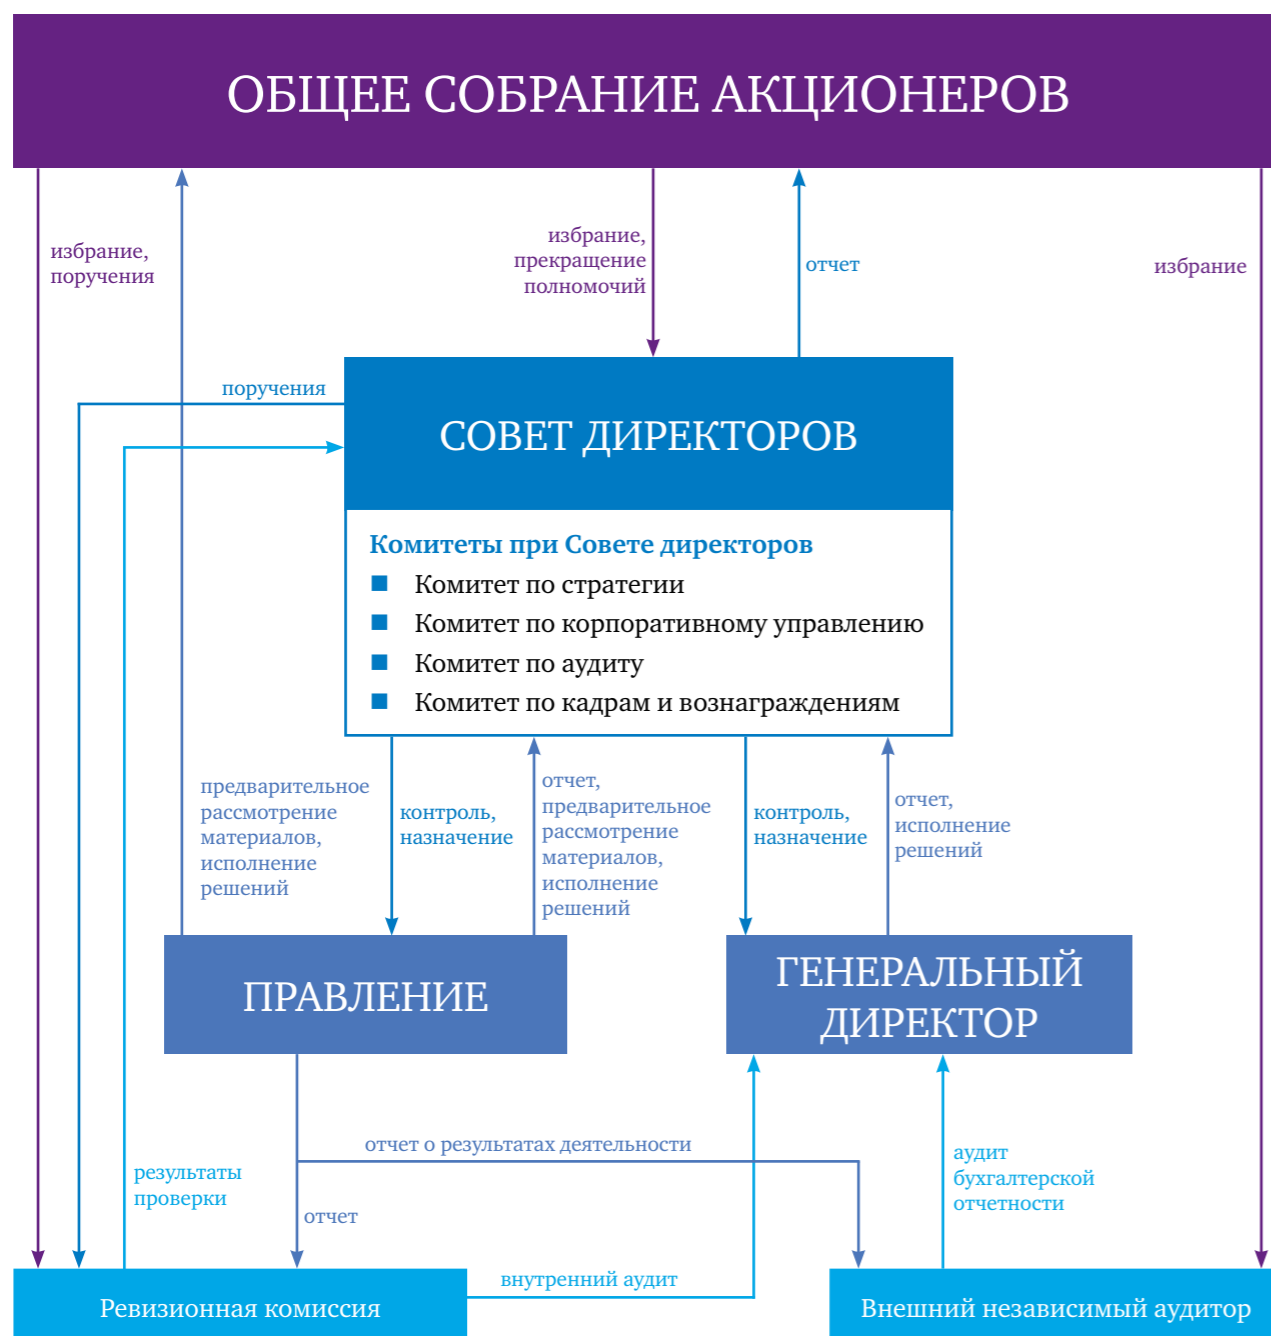 ОБЩЕЕ СОБРАНИЕ АКЦИОНЕРОВ
избрание,
поручения
избрание,
прекращение
полномочий
отчет
избрание
поручения
СОВЕТ ДИРЕКТОРОВ
Комитеты при Совете директоров
Комитет по стратегии
Комитет по корпоративному управлению
Комитет по аудиту
Комитет по кадрам и вознаграждениям
предварительное
рассмотрение
материалов,
исполнение
решений
контроль,
назначение
отчет,
предварительное
рассмотрение
материалов,
исполнение
решений
контроль,
назначение
отчет,
исполнение
решений
ПРАВЛЕНИЕ
ГЕНЕРАЛЬНЫЙ
ДИРЕКТОР
отчет о результатах деятельности
результаты
проверки
отчет
аудит
бухгалтерской
отчетности
внутренний аудит
Ревизионная комиссия
Внешний независимый аудитор